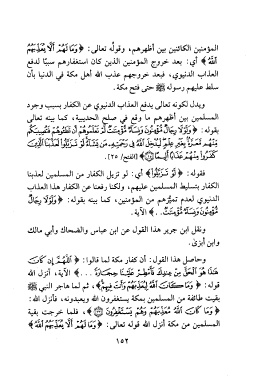 المؤمنين الكائنين بين أظهرهم، وقوله تعالى: ﴿وَمَا لَهُمْ أَلَّا يُعَذِّبَهُمُ
اللَّهُ﴾ أي: بعد خروج المؤمنين الذين كان استغفارهم سببًا لدفع
العذاب الدنيوي، فبعد خروجهم عذب الله أهل مكة في الدنيا بأن
سلط عليهم رسوله ﷺ حتى فتح مكة.
ويدل لكونه تعالى يدفع العذاب الدنيوي عن الكفار بسبب وجود
المسلمين بين أظهرهم ما وقع في صلح الحديبية، كما بينه تعالى
بقوله: ﴿وَلَوْلَا رِجَالٌ مُّؤْمِنُونَ وَنِسَاءٌ مُّؤْمِنَاتٌ لَّمْ تَعْلَمُوهُمْ أَن تَطَئُوهُمْ فَتُصِيبَكُم
مِّنْهُم مَّعَرَّةٌ بِغَيْرِ عِلْمٍ لِّيُدْخِلَ اللَّهُ فِي رَحْمَتِهِ مَن يَشَاءُ لَوْ تَزَيَّلُوا لَعَذَّبْنَا الَّذِينَ
كَفَرُوا مِنْهُمْ عَذَابًا أَلِيمًا ﴿٢٥﴾﴾ [الفتح/ ٢٥].
فقوله: ﴿لَوْ تَزَيَّلُوا﴾ أي: لو تزيل الكفار من المسلمين لعذبنا
الكفار بتسليط المسلمين عليهم، ولكنا رفعنا عن الكفار هذا العذاب
الدنيوي لعدم تميُّزهم من المؤمنين، كما بينه بقوله: ﴿وَلَوْلَا رِجَالٌ
مُّؤْمِنُونَ وَنِسَاءٌ مُّؤْمِنَاتٌ..﴾ الآية.
ونقل ابن جرير هذا القول عن ابن عباس والضحاك وأبي مالك
وابن أبزى.
وحاصل هذا القول: أن كفار مكة لما قالوا: ﴿اللَّهُمَّ إِن كَانَ
هَٰذَا هُوَ الْحَقَّ مِنْ عِندِكَ فَأَمْطِرْ عَلَيْنَا حِجَارَةً...﴾ الآية، أنزل الله
قوله: ﴿وَمَا كَانَ اللَّهُ لِيُعَذِّبَهُمْ وَأَنتَ فِيهِمْ﴾، ثم لما هاجر النبي ﷺ
بقيت طائفة من المسلمين بمكة يستغفرون الله ويعبدونه، فأنزل الله:
﴿وَمَا كَانَ اللَّهُ مُعَذِّبَهُمْ وَهُمْ يَسْتَغْفِرُونَ ﴿٣٣﴾﴾، فلما خرجت بقية
المسلمين من مكة أنزل الله قوله تعالى: ﴿وَمَا لَهُمْ أَلَّا يُعَذِّبَهُمُ اللَّهُ﴾
١٥٢